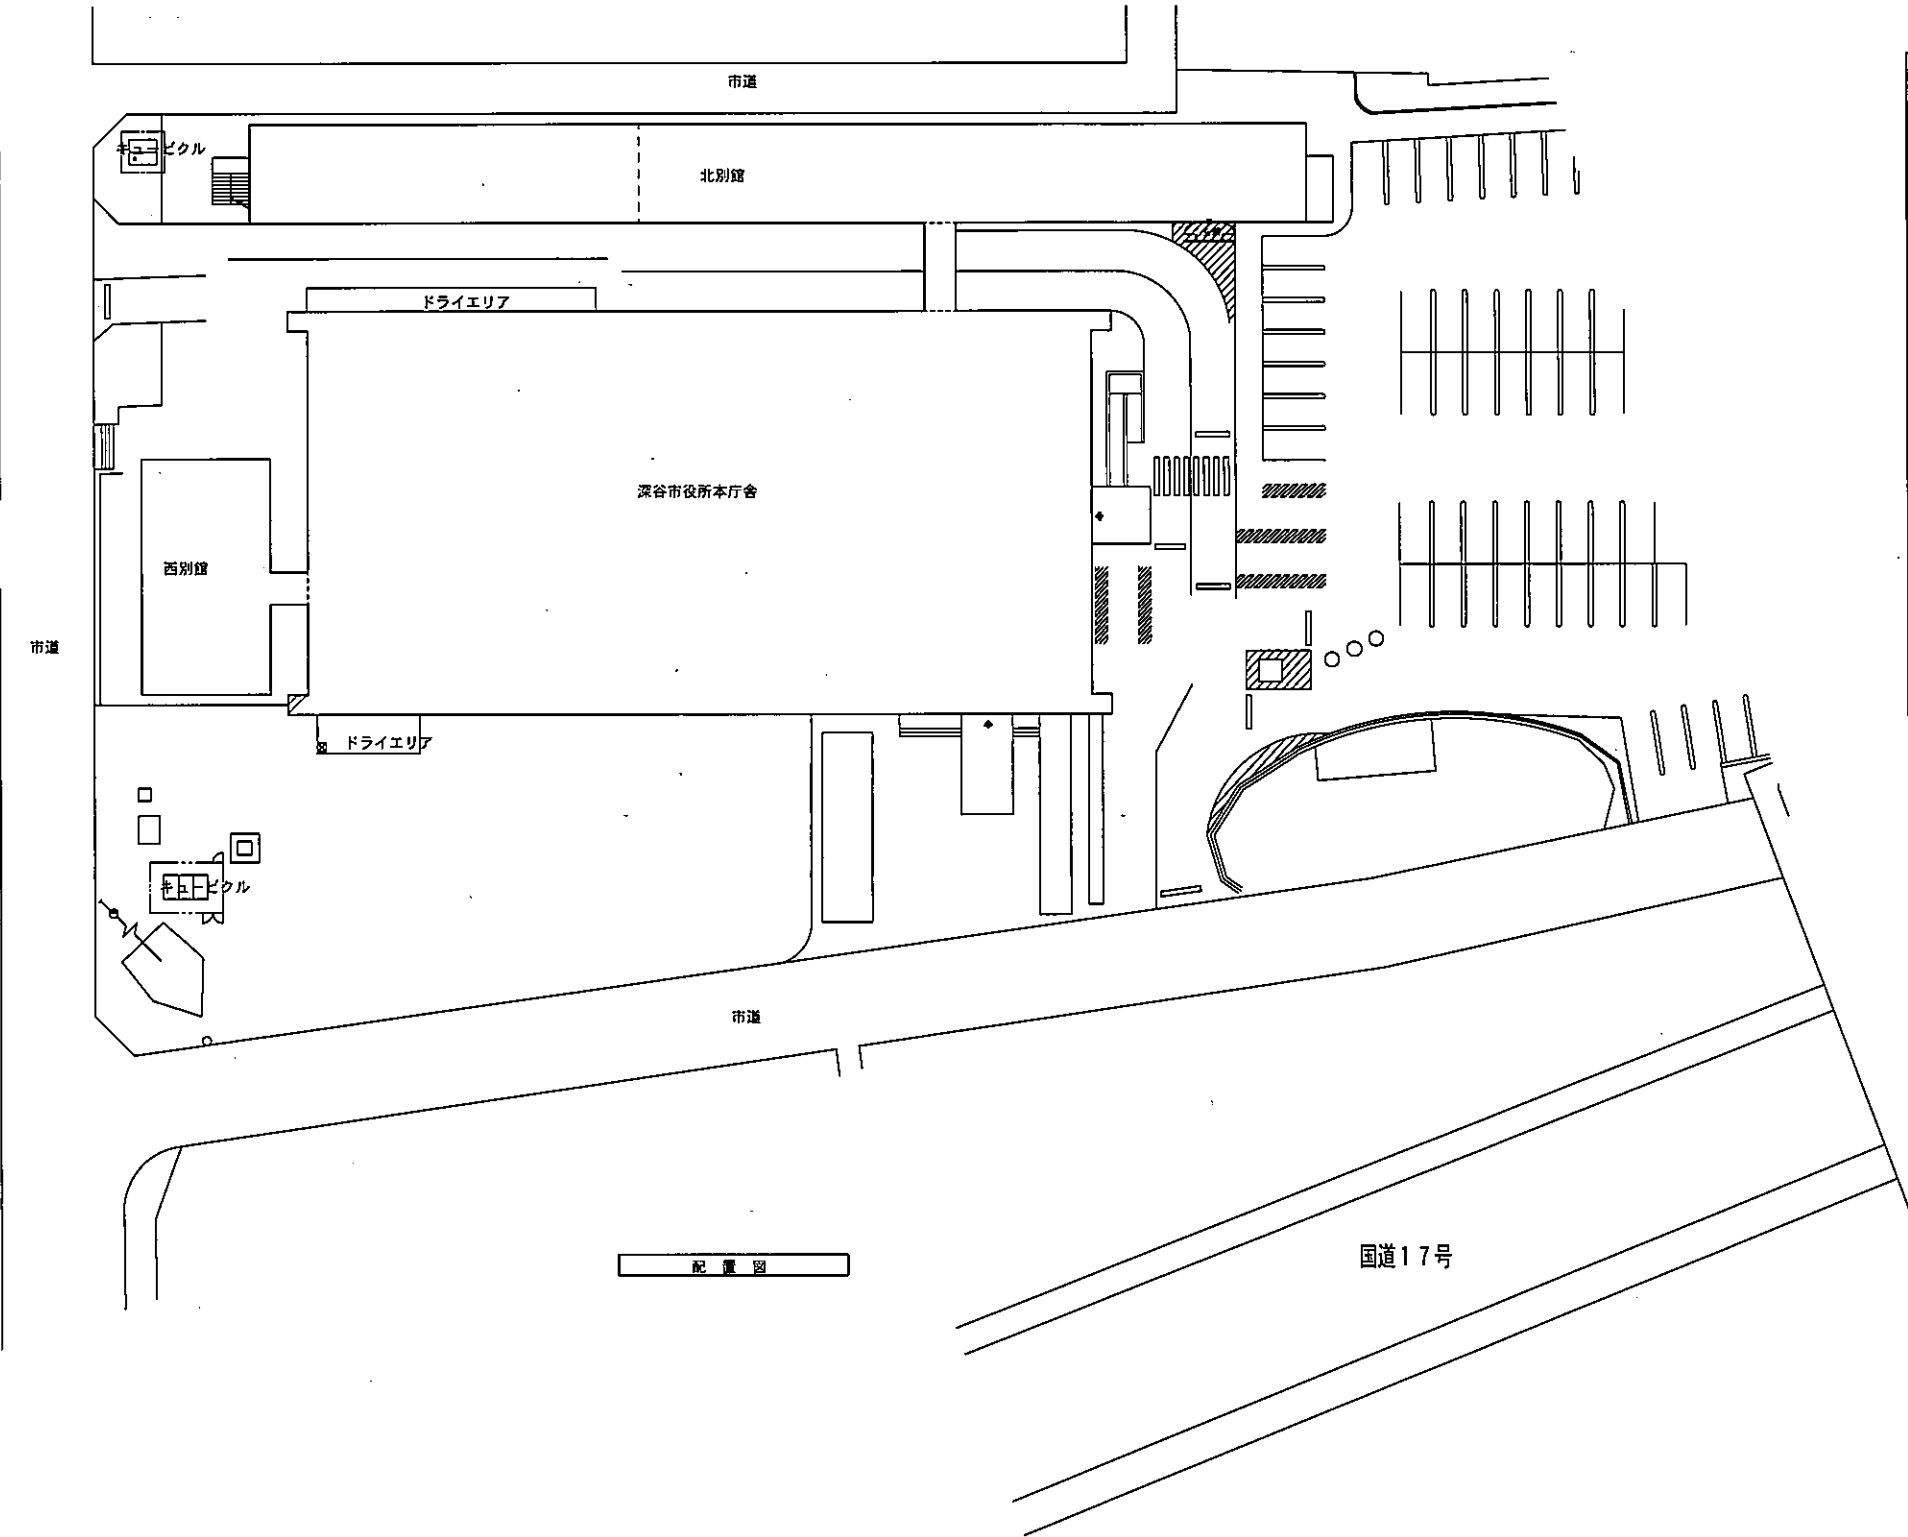 市道
キュービクル
北別館
ドライエリア
深谷市役所本庁舎
西別館
市道
ドライエリア
キュービクル
市道
配置図
国道17号